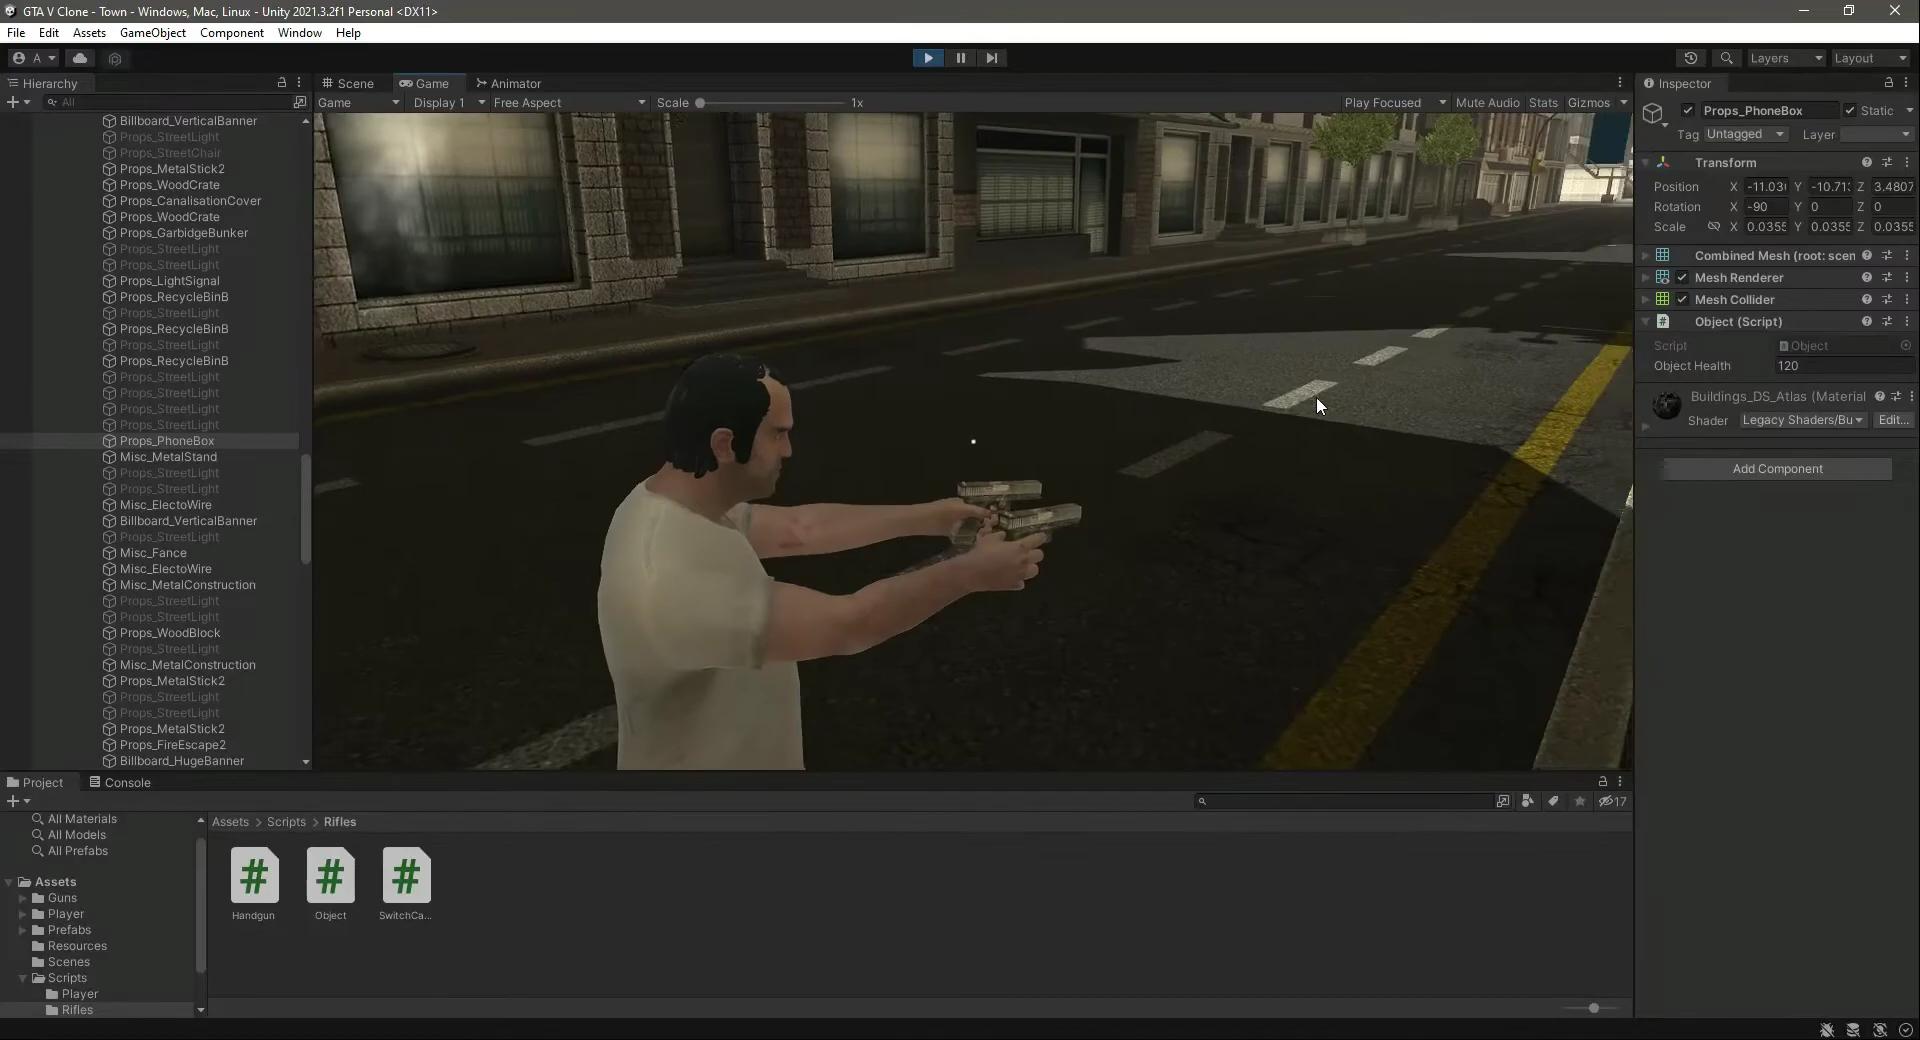 GTA V Clone - Town - Windows, Mac, Linux - Unity 2021.3.2f1 Personal <DX11>
File Edit Assets GameObject Component Window Help
A Layers Layout
Hierarchy
All
Billboard_VerticalBanner
Props_StreetLight
Props_StreetChair
Props_MetalStick2
Props_WoodCrate
Props_CanalisationCover
Props_WoodCrate
Props_GarbidgeBunker
Props_StreetLight
Props_StreetLight
Props_LightSignal
Props_RecycleBinB
Props_StreetLight
Props_RecycleBinB
Props_StreetLight
Props_RecycleBinB
Props_StreetLight
Props_StreetLight
Props_StreetLight
Props_StreetLight
Props_PhoneBox
Misc_MetalStand
Props_StreetLight
Props_StreetLight
Misc_ElectoWire
Billboard_VerticalBanner
Props_StreetLight
Misc_Fance
Misc_ElectoWire
Misc_MetalConstruction
Props_StreetLight
Props_StreetLight
Props_WoodBlock
Props_StreetLight
Misc_MetalConstruction
Props_MetalStick2
Props_StreetLight
Props_StreetLight
Props_MetalStick2
Props_FireEscape2
Billboard_HugeBanner
Scene Game Animator
Game Display 1 Free Aspect Scale 1x Play Focused Mute Audio Stats Gizmos
Inspector
Props_PhoneBox Static
Tag Untagged Layer
Transform
Position X -11.03 Y -10.71 Z 3.4807
Rotation X -90 Y 0 Z 0
Scale X 0.0355 Y 0.0355 Z 0.0355
Combined Mesh (root: scen
Mesh Renderer
Mesh Collider
# Object (Script)
Script Object
Object Health 120
Buildings_DS_Atlas (Material
Shader Legacy Shaders/Bu Edit...
Add Component
Project Console
17
All Materials
All Models
All Prefabs
Assets
Guns
Player
Prefabs
Resources
Scenes
Scripts
Player
Rifles
Assets > Scripts > Rifles
# # #
Handgun Object SwitchCa...